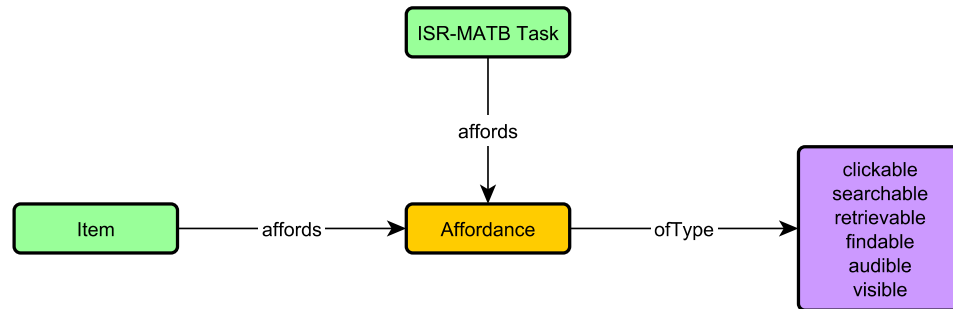 ISR-MATB Task
affords
Item
affords
Affordance
ofType
clickable
searchable
retrievable
findable
audible
visible